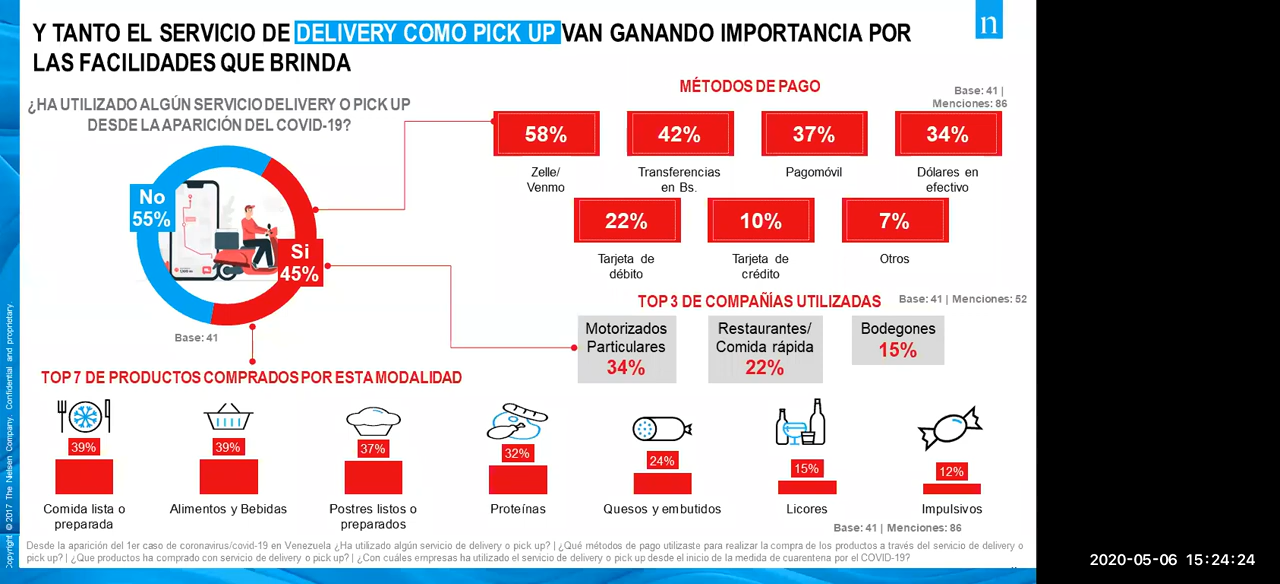 Y TANTO EL SERVICIO DE DELIVERY COMO PICK UP VAN GANANDO IMPORTANCIA POR
LAS FACILIDADES QUE BRINDA
n
¿HA UTILIZADO ALGÚN SERVICIO DELIVERY O PICK UP
DESDE LA APARICIÓN DEL COVID-19?
No
55%
Si
45%
Base: 41
MÉTODOS DE PAGO
Base: 41 |
Menciones: 86
58%
42%
37%
34%
Zelle/
Venmo
Transferencias
en Bs.
Pagomóvil
Dólares en
efectivo
22%
10%
7%
Tarjeta de
débito
Tarjeta de
crédito
Otros
TOP 3 DE COMPAÑÍAS UTILIZADAS
Base: 41 | Menciones: 52
Motorizados
Particulares
34%
Restaurantes/
Comida rápida
22%
Bodegones
15%
TOP 7 DE PRODUCTOS COMPRADOS POR ESTA MODALIDAD
39%
39%
37%
32%
24%
15%
12%
Comida lista o
preparada
Alimentos y Bebidas
Postres listos o
preparados
Proteínas
Quesos y embutidos
Licores
Impulsivos
Base: 41 | Menciones: 86
Desde la aparición del 1er caso de coronavirus/covid-19 en Venezuela ¿Ha utilizado algún servicio de delivery o pick up? | ¿Qué métodos de pago utilizaste para realizar la compra de los productos a través del servicio de delivery o
pick up? | ¿Que productos ha comprado con servicio de delivery o pick up? | ¿Con cuáles empresas ha utilizado el servicio de delivery o pick up desde el inicio de la medida de cuarentena por el COVID-19?
Copyright © 2017 The Nielsen Company. Confidential and proprietary.
2020-05-06 15:24:24